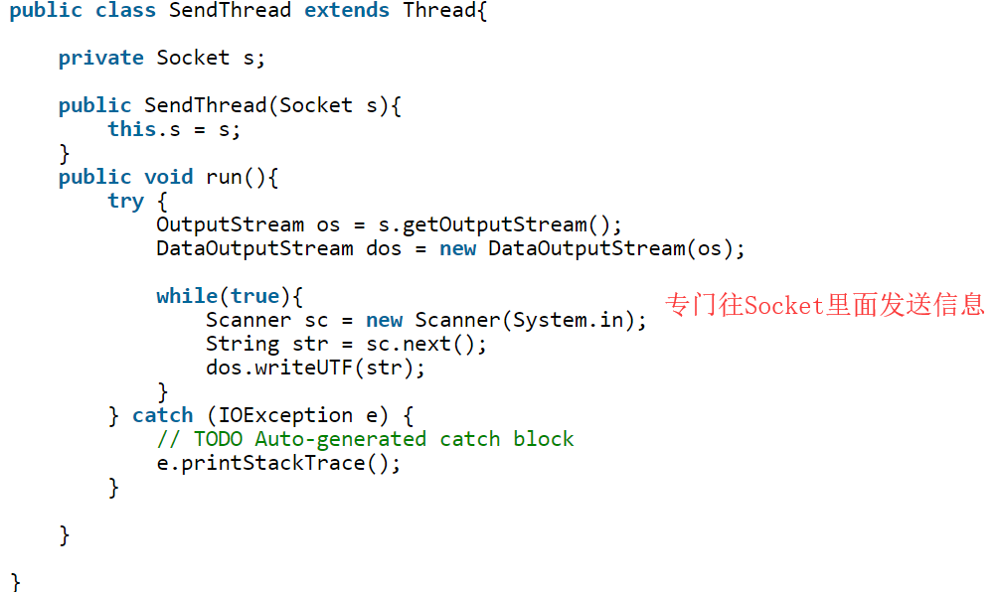 public class SendThread extends Thread{
private Socket s;
public SendThread(Socket s){
this.s = s;
}
public void run(){
try {
OutputStream os = s.getOutputStream();
DataOutputStream dos = new DataOutputStream(os);
while(true){
专门往Socket里面发送信息
Scanner sc = new Scanner(System.in);
String str = sc.next();
dos.writeUTF(str);
}
} catch (IOException e) {
// TODO Auto-generated catch block
e.printStackTrace();
}
}
}